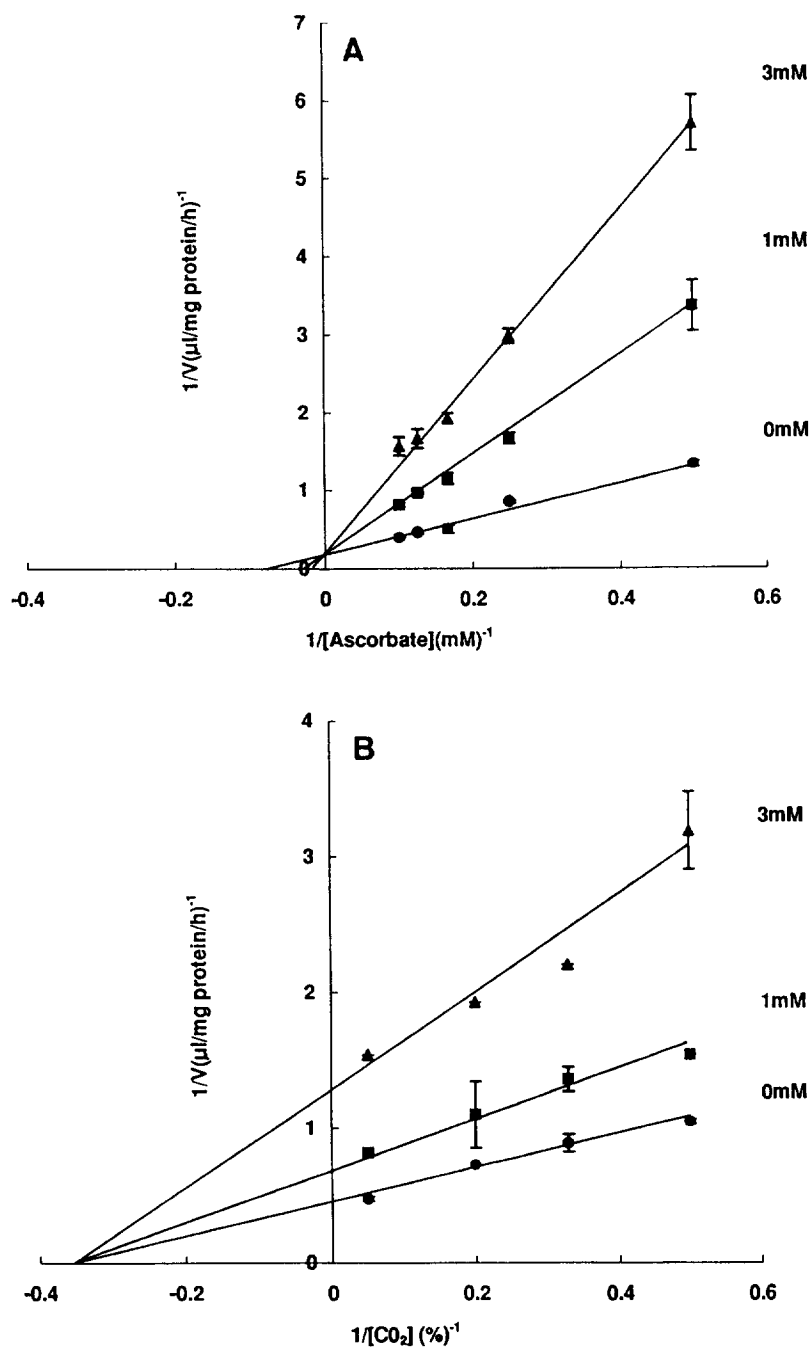 A
7
6
5
4
3
2
1
0
3mM
1mM
0mM
1/V(µl/mg protein/h)⁻¹
-0.4
-0.2
0
0.2
0.4
0.6
1/[Ascorbate](mM)⁻¹
B
4
3
2
1
0
3mM
1mM
0mM
1/V(µl/mg protein/h)⁻¹
-0.4
-0.2
0
0.2
0.4
0.6
1/[C0₂] (%)⁻¹